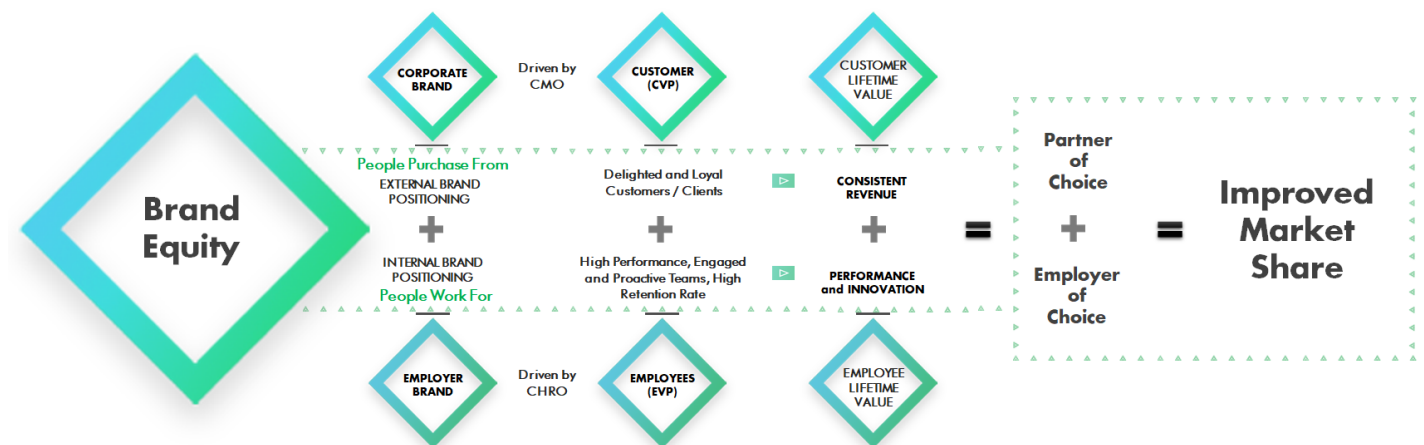 Brand
Equity
CORPORATE
BRAND
Driven by
CMO
CUSTOMER
(CVP)
CUSTOMER
LIFETIME
VALUE
People Purchase From
EXTERNAL BRAND
POSITIONING
+
INTERNAL BRAND
POSITIONING
People Work For
Delighted and Loyal
Customers / Clients
+
High Performance, Engaged
and Proactive Teams, High
Retention Rate
CONSISTENT
REVENUE
+
PERFORMANCE
and INNOVATION
EMPLOYER
BRAND
Driven by
CHRO
EMPLOYEES
(EVP)
EMPLOYEE
LIFETIME
VALUE
=
Partner
of
Choice
+
Employer
of
Choice
=
Improved
Market
Share